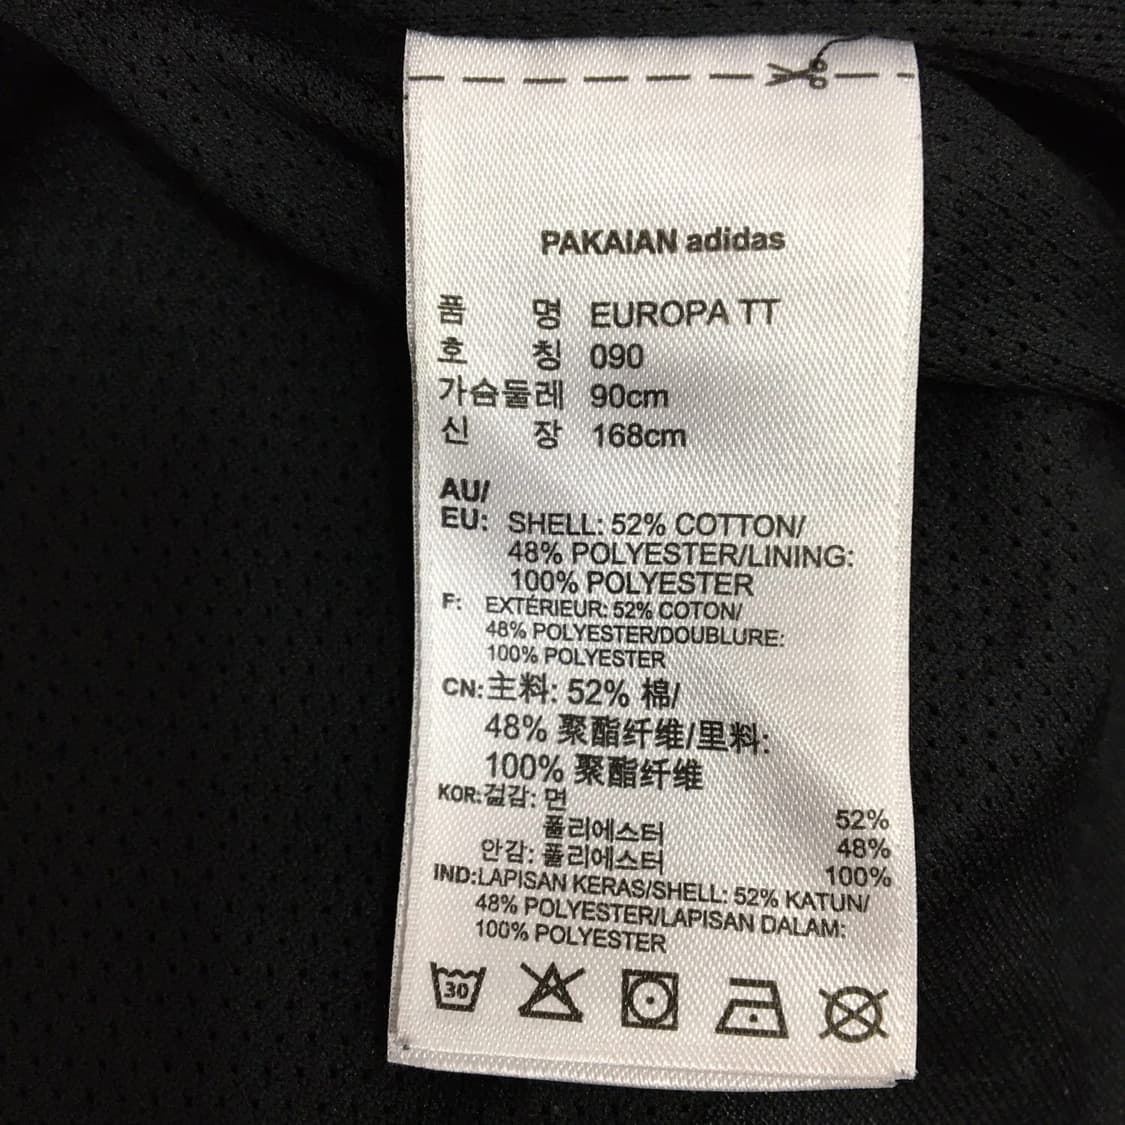 PAKAIAN adidas
품 명 EUROPA TT
호 칭 090
가슴둘레 90cm
신 장 168cm
AU/
EU: SHELL: 52% COTTON/
48% POLYESTER/LINING:
100% POLYESTER
F: EXTÉRIEUR: 52% COTON/
48% POLYESTER/DOUBLURE:
100% POLYESTER
CN: 主料: 52% 棉/
48% 聚酯纤维/里料:
100% 聚酯纤维
KOR: 겉감: 면 52%
폴리에스터 48%
안감: 폴리에스터 100%
IND: LAPISAN KERAS/SHELL: 52% KATUN/
48% POLYESTER/LAPISAN DALAM:
100% POLYESTER
30